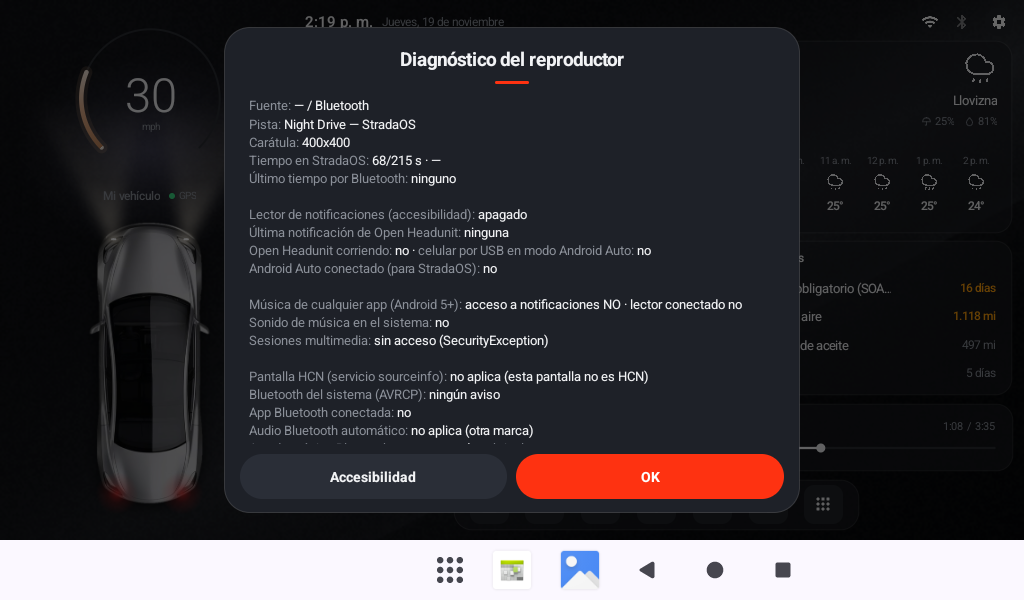 2:19 p. m. Jueves, 19 de noviembre
30
mph
Mi vehículo GPS
Llovizna
25% 81%
11 a.m. 12 p.m. 1 p.m. 2 p.m.
25° 25° 25° 24°
obligatorio (SOA... 16 días
aire 1.118 mi
de aceite 497 mi
5 días
1:08 / 3:35
Diagnóstico del reproductor
Fuente: — / Bluetooth
Pista: Night Drive — StradaOS
Carátula: 400x400
Tiempo en StradaOS: 68/215 s · —
Último tiempo por Bluetooth: ninguno
Lector de notificaciones (accesibilidad): apagado
Última notificación de Open Headunit: ninguna
Open Headunit corriendo: no · celular por USB en modo Android Auto: no
Android Auto conectado (para StradaOS): no
Música de cualquier app (Android 5+): acceso a notificaciones NO · lector conectado no
Sonido de música en el sistema: no
Sesiones multimedia: sin acceso (SecurityException)
Pantalla HCN (servicio sourceinfo): no aplica (esta pantalla no es HCN)
Bluetooth del sistema (AVRCP): ningún aviso
App Bluetooth conectada: no
Audio Bluetooth automático: no aplica (otra marca)
Accesibilidad
OK